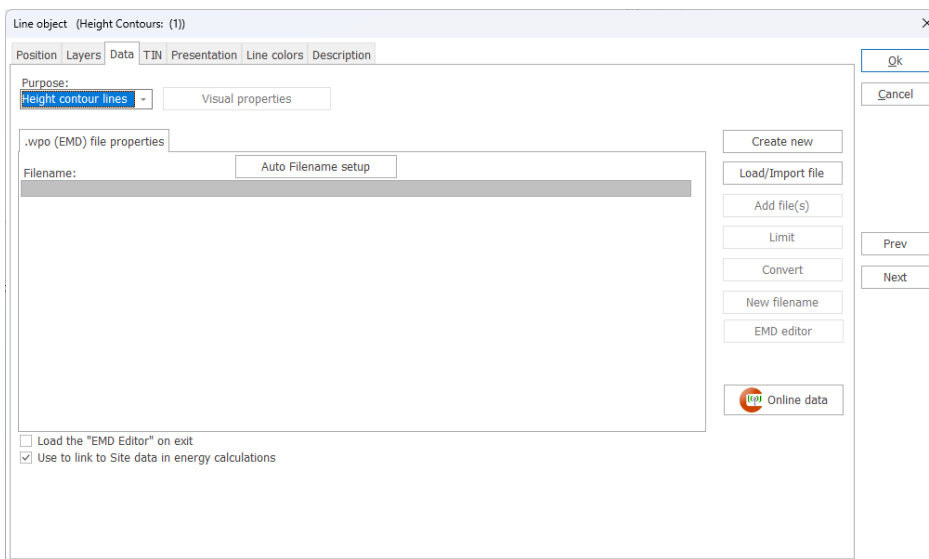 Line object (Height Contours: (1))
Position Layers Data TIN Presentation Line colors Description
Ok
Purpose:
Height contour lines
Visual properties
Cancel
.wpo (EMD) file properties
Create new
Auto Filename setup
Filename:
Load/Import file
Add file(s)
Limit
Prev
Convert
Next
New filename
EMD editor
Online data
Load the "EMD Editor" on exit
Use to link to Site data in energy calculations